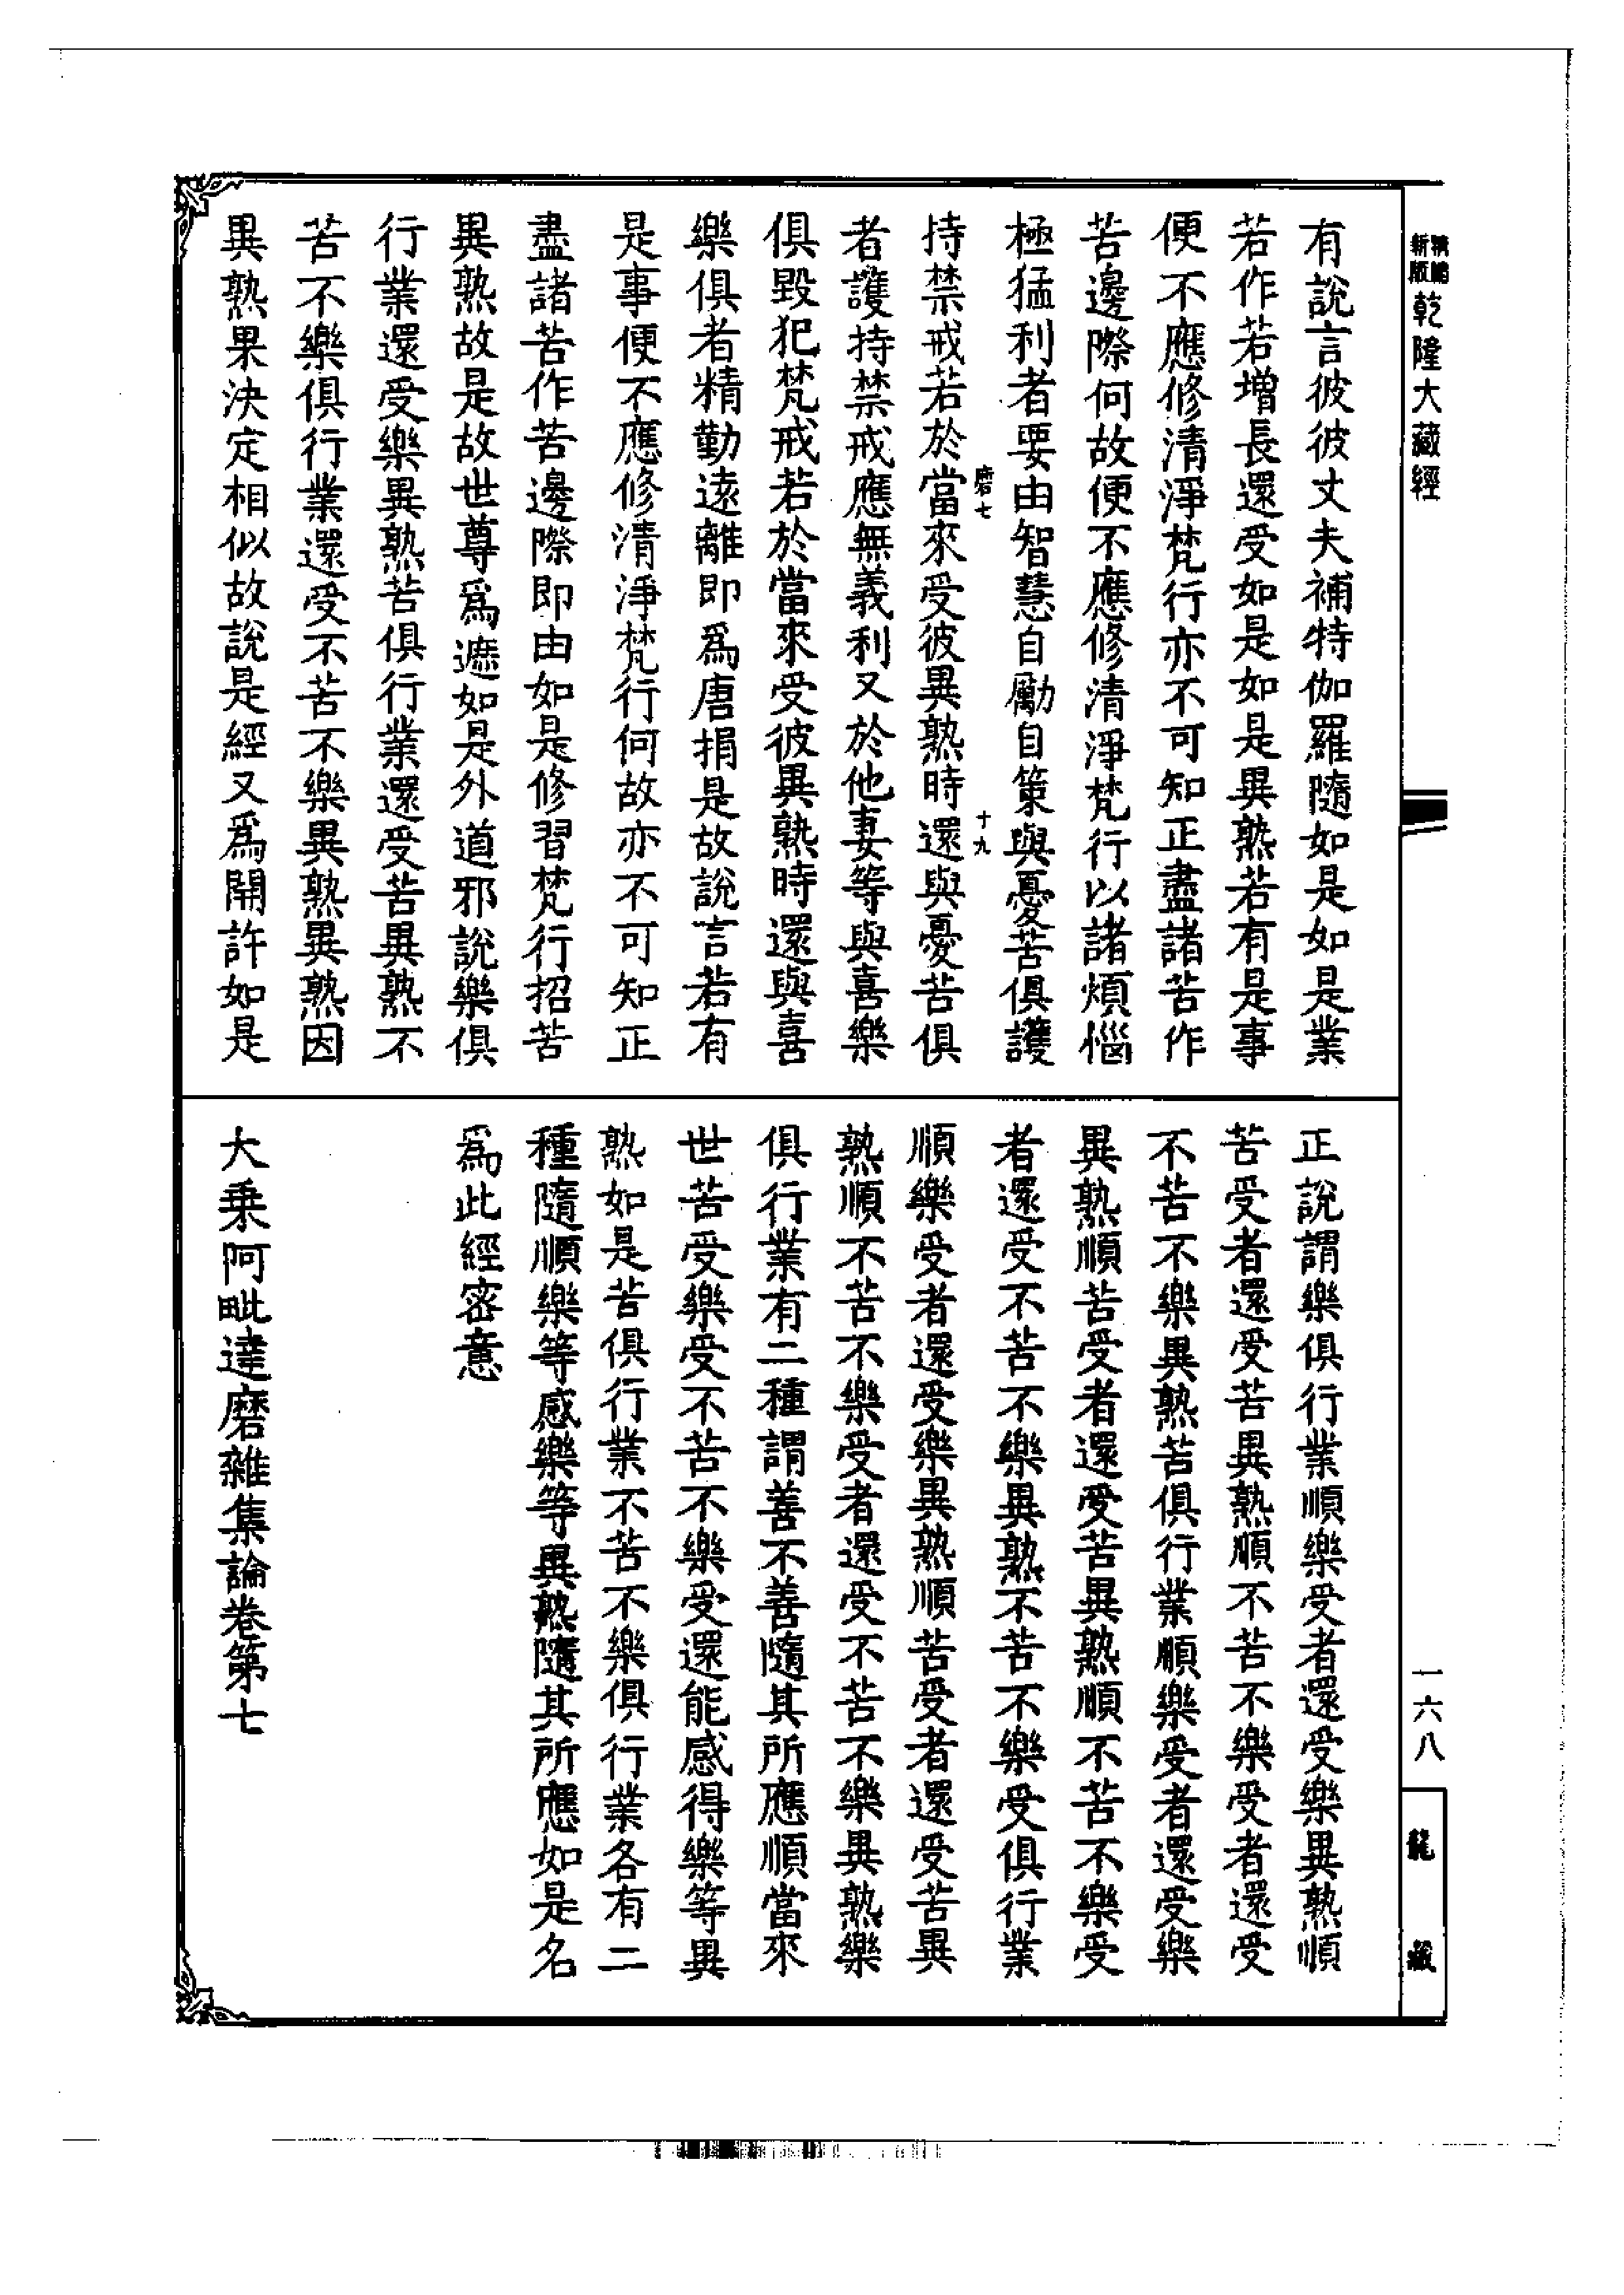 新版
乾隆大藏經
一六八
龍藏
有說言彼彼丈夫補特伽羅隨如是如是業
若作若增長還受如是如是異熟若有是事
便不應修清淨梵行亦不可知正盡諸苦作
苦邊際何故便不應修清淨梵行以諸煩惱
極猛利者要由智慧自勵自策與憂苦俱護
磨七
十九
持禁戒若於當來受彼異熟時還與憂苦俱
者護持禁戒應無義利又於他妻等與喜樂
俱毀犯梵戒若於當來受彼異熟時還與喜
樂俱者精勤遠離即爲唐捐是故說言若有
是事便不應修清淨梵行何故亦不可知正
盡諸苦作苦邊際即由如是修習梵行招苦
異熟故是故世尊爲遮如是外道邪說樂俱
行業還受樂異熟苦俱行業還受苦異熟不
苦不樂俱行業還受不苦不樂異熟異熟因
異熟果決定相似故說是經又爲開許如是
正說謂樂俱行業順樂受者還受樂異熟順
苦受者還受苦異熟順不苦不樂受者還受
不苦不樂異熟苦俱行業順樂受者還受樂
異熟順苦受者還受苦異熟順不苦不樂受
者還受不苦不樂異熟不苦不樂受俱行業
順樂受者還受樂異熟順苦受者還受苦異
熟順不苦不樂受者還受不苦不樂異熟樂
俱行業有二種謂善不善隨其所應順當來
世苦受樂受不苦不樂受還能感得樂等異
熟如是苦俱行業不苦不樂俱行業各有二
種隨順樂等感樂等異熟隨其所應如是名
爲此經密意
大乘阿毗達磨雜集論卷第七